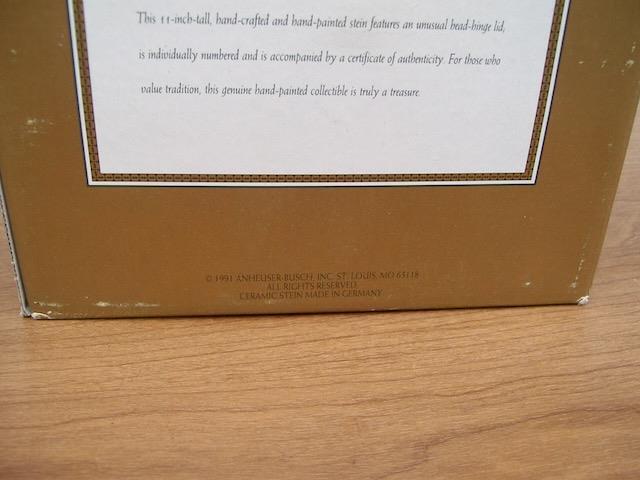 This 11-inch-tall, hand-crafted and hand-painted stein features an unusual head-hinge lid,
is individually numbered and is accompanied by a certificate of authenticity. For those who
value tradition, this genuine hand-painted collectible is truly a treasure.
© 1991 ANHEUSER-BUSCH, INC. ST. LOUIS, MO 63118
ALL RIGHTS RESERVED.
CERAMIC STEIN MADE IN GERMANY